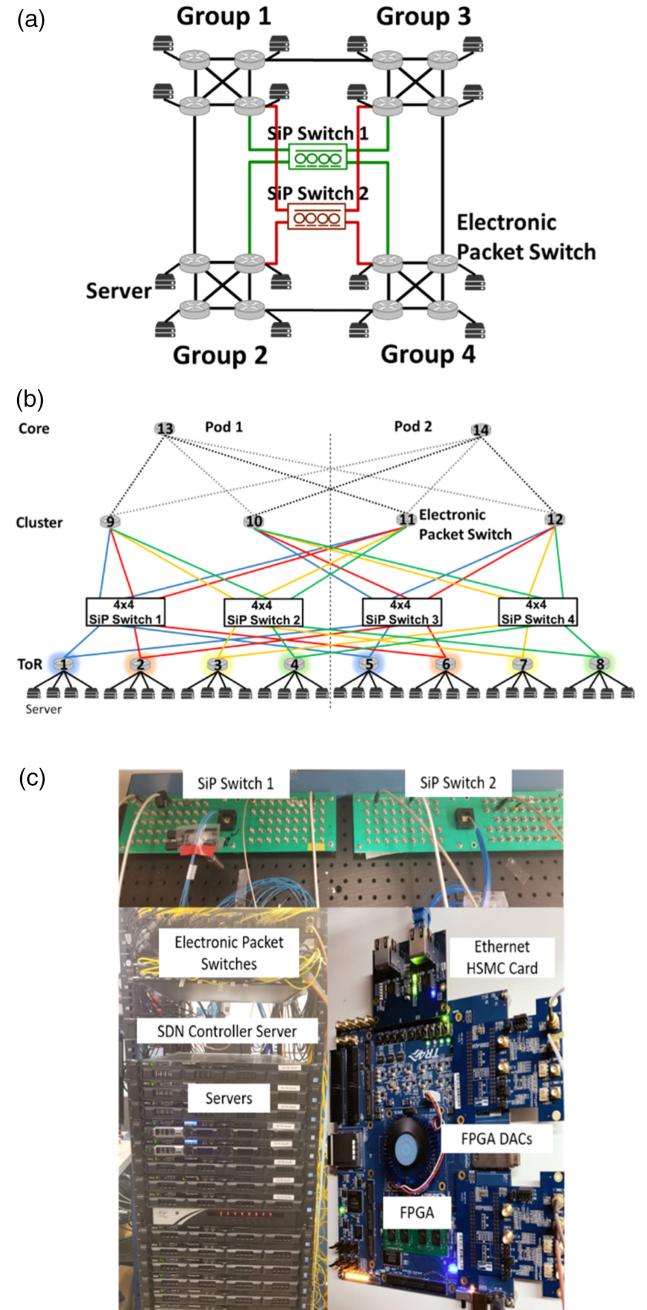 (a)
Group 1
Group 3
SiP Switch 1
SiP Switch 2
Electronic
Packet Switch
Server
Group 2
Group 4
(b)
Core
13
Pod 1
Pod 2
14
Cluster
9
10
11
Electronic
Packet Switch
12
4x4
SiP Switch 1
4x4
SiP Switch 2
4x4
SiP Switch 3
4x4
SiP Switch 4
ToR
1
2
3
4
5
6
7
8
Server
(c)
SiP Switch 1
SiP Switch 2
Electronic Packet
Switches
Ethernet
HSMC Card
SDN Controller Server
Servers
FPGA DACs
FPGA